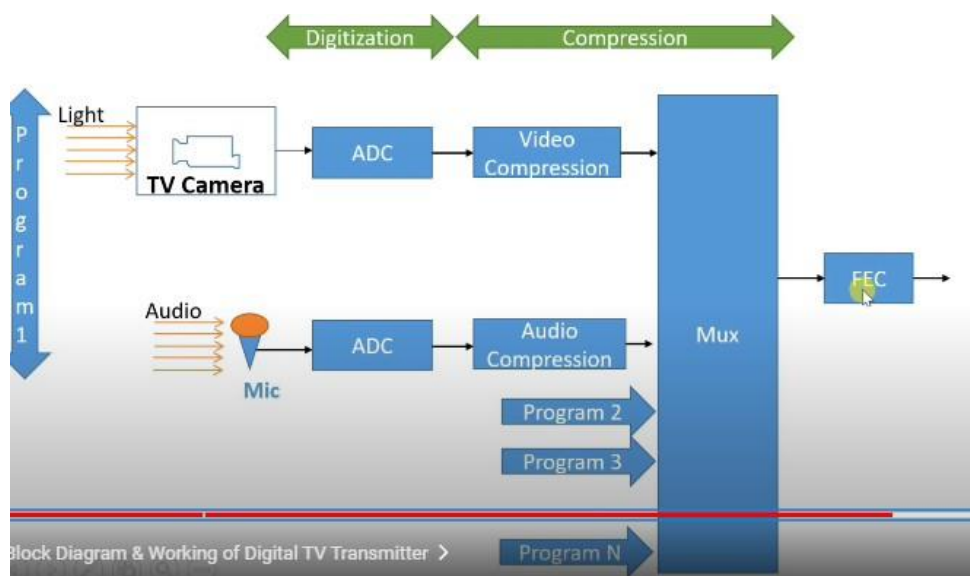 Digitization
Compression
Program 1
Light
TV Camera
ADC
Video
Compression
Audio
Mic
ADC
Audio
Compression
Mux
FEC
Program 2
Program 3
Program N
Block Diagram & Working of Digital TV Transmitter